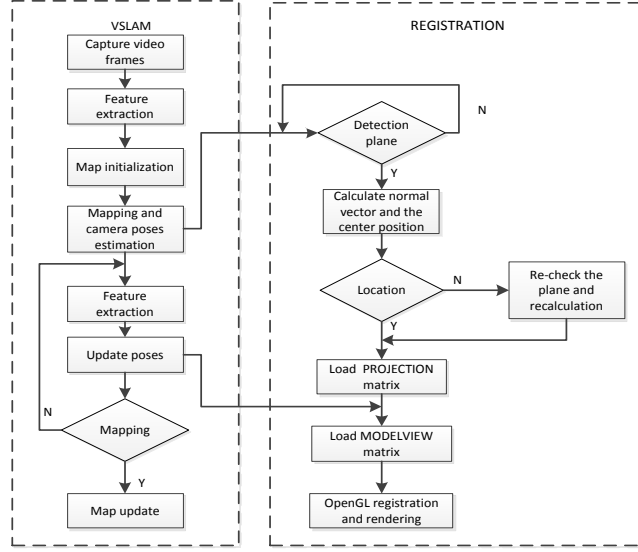 VSLAM
Capture video
frames
Feature
extraction
Map initialization
Mapping and
camera poses
estimation
Feature
extraction
Update poses
N
Mapping
Y
Map update
REGISTRATION
N
Detection
plane
Y
Calculate normal
vector and the
center position
Location
N
Re-check the
plane and
recalculation
Y
Load PROJECTION
matrix
Load MODELVIEW
matrix
OpenGL registration
and rendering